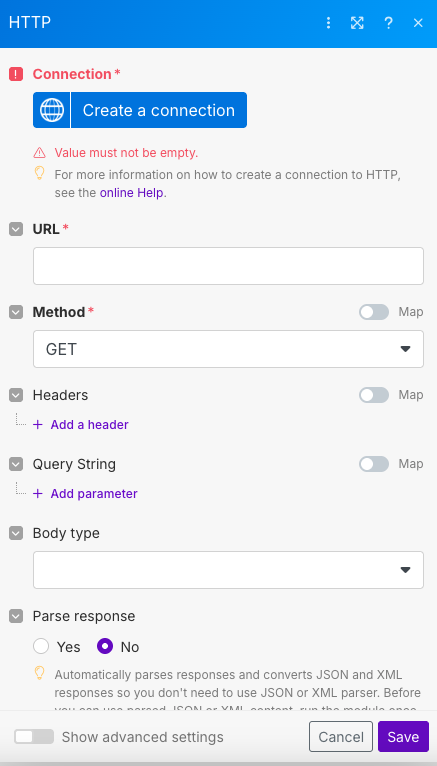 HTTP
Connection *
Create a connection
Value must not be empty.
For more information on how to create a connection to HTTP,
see the online Help.
URL *
Method * Map
GET
Headers Map
+ Add a header
Query String Map
+ Add parameter
Body type
Parse response
Yes No
Automatically parses responses and converts JSON and XML
responses so you don't need to use JSON or XML parser. Before
you can use parsed JSON or XML content, run the module once
Show advanced settings Cancel Save